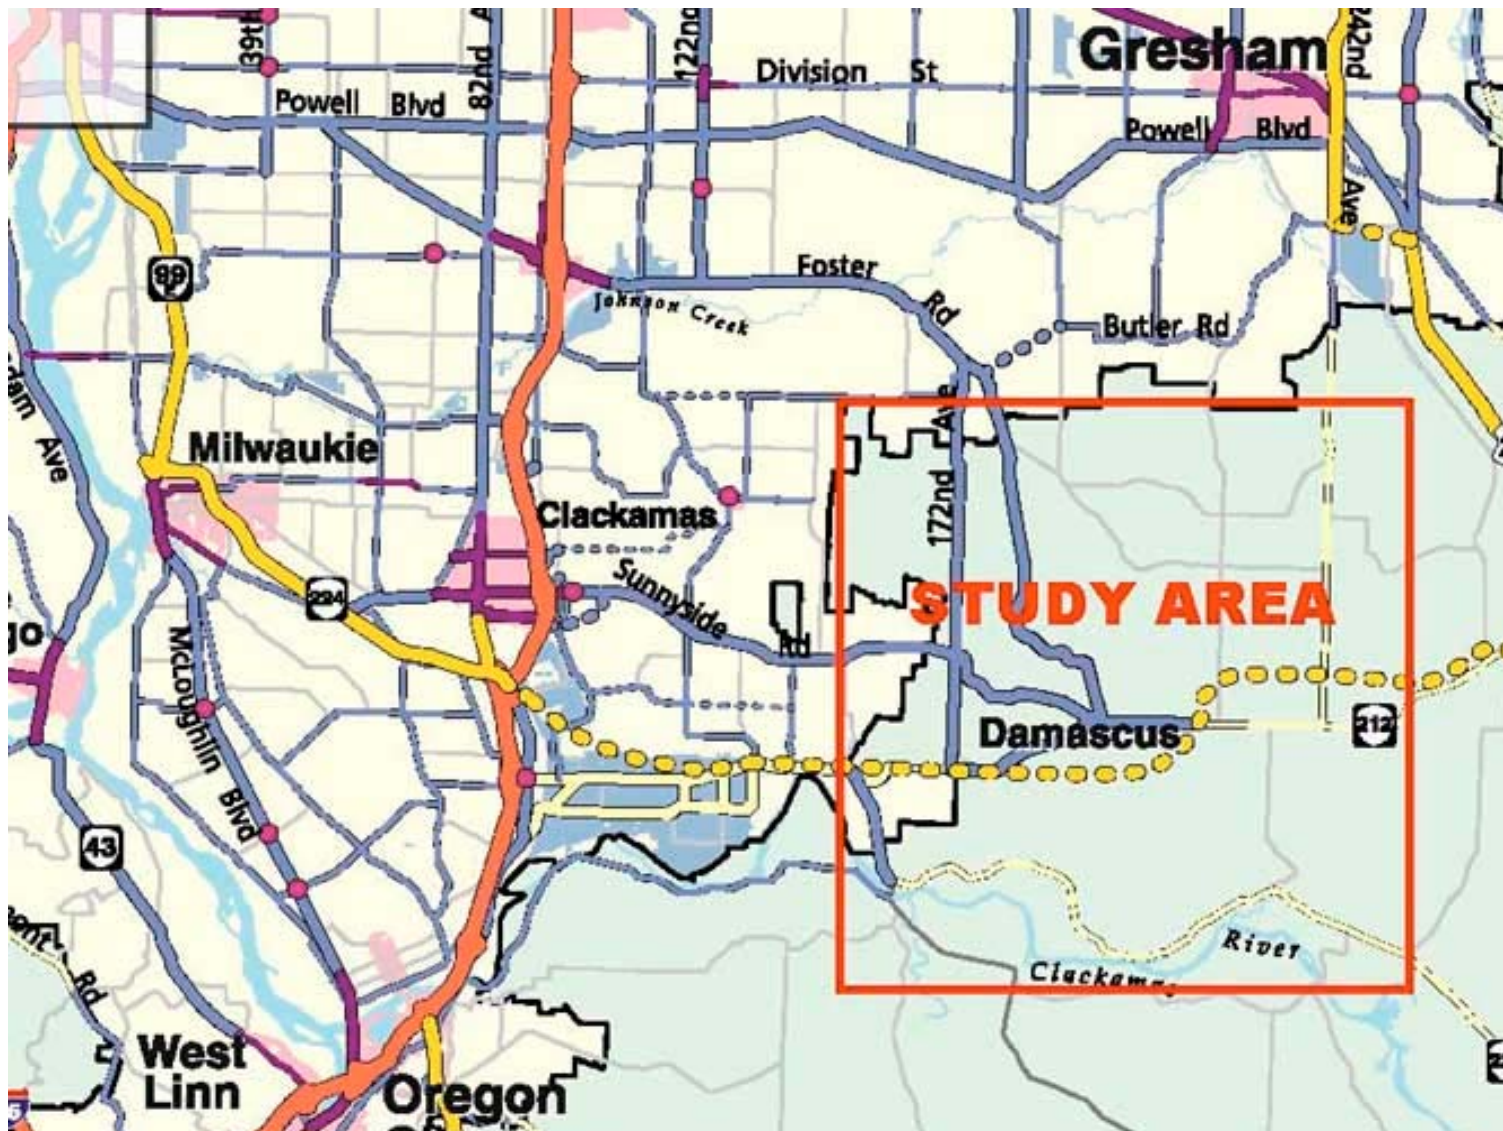 39th
82nd A
122nd
Division St
Gresham
242nd
Powell Blvd
Powell Blvd
Ave
99
Foster
Rd
Johnson Creek
Butler Rd
Ave
Ave
Milwaukie
172nd
Clackamas
224
Sunnyside
STUDY AREA
go
McLoughlin
Rd
Damascus
212
Blvd
43
River
Rd
West
Linn
Oregon